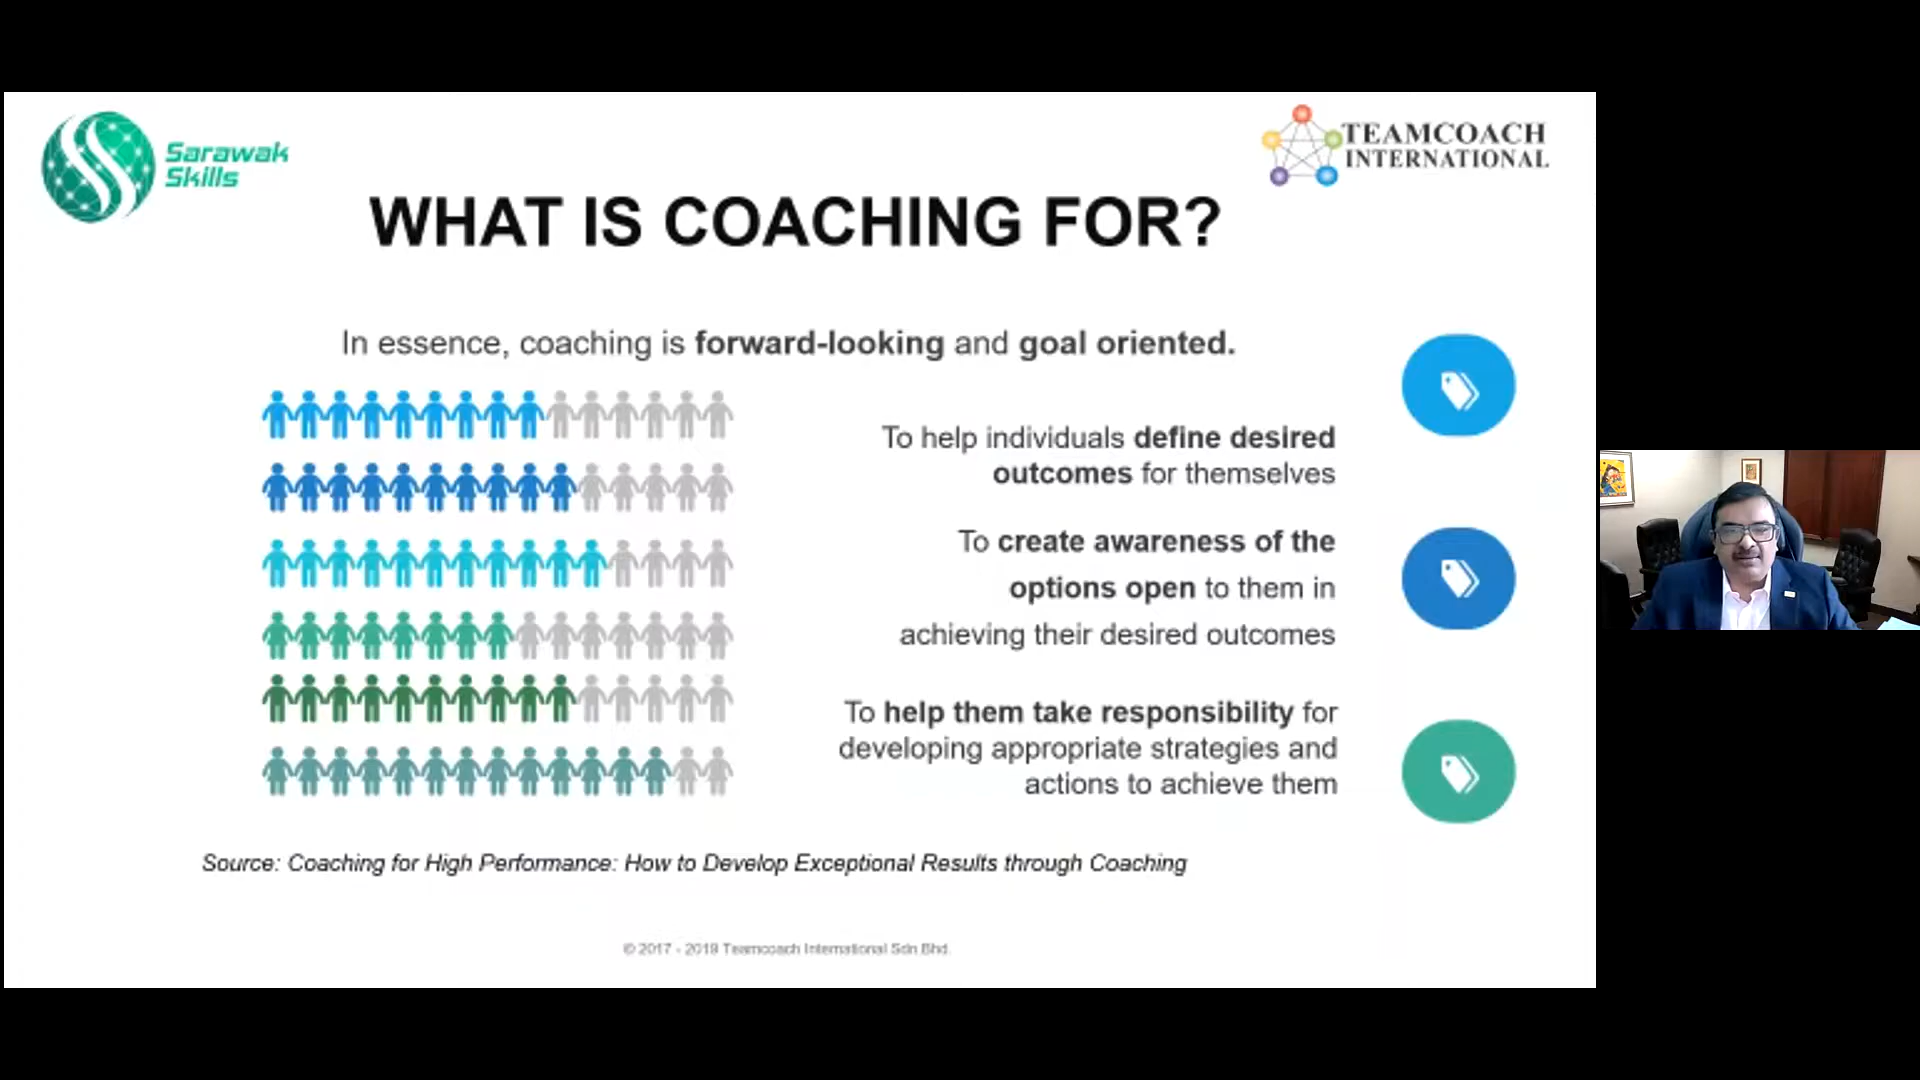 Sarawak
Skills
TEAMCOACH
INTERNATIONAL
WHAT IS COACHING FOR?
In essence, coaching is forward-looking and goal oriented.
To help individuals define desired
outcomes for themselves
To create awareness of the
options open to them in
achieving their desired outcomes
To help them take responsibility for
developing appropriate strategies and
actions to achieve them
Source: Coaching for High Performance: How to Develop Exceptional Results through Coaching
© 2017 - 2019 Teamcoach International Sdn Bhd.